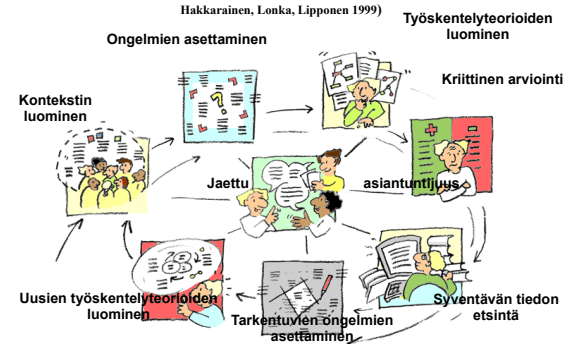 Hakkarainen, Lonka, Lipponen 1999)
Työskentelyteorioiden
luominen
Ongelmien asettaminen
Kriittinen arviointi
Kontekstin
luominen
Jaettu asiantuntijuus
Uusien työskentelyteorioiden
luominen
Tarkentuvien ongelmien
asettaminen
Syventävän tiedon
etsintä